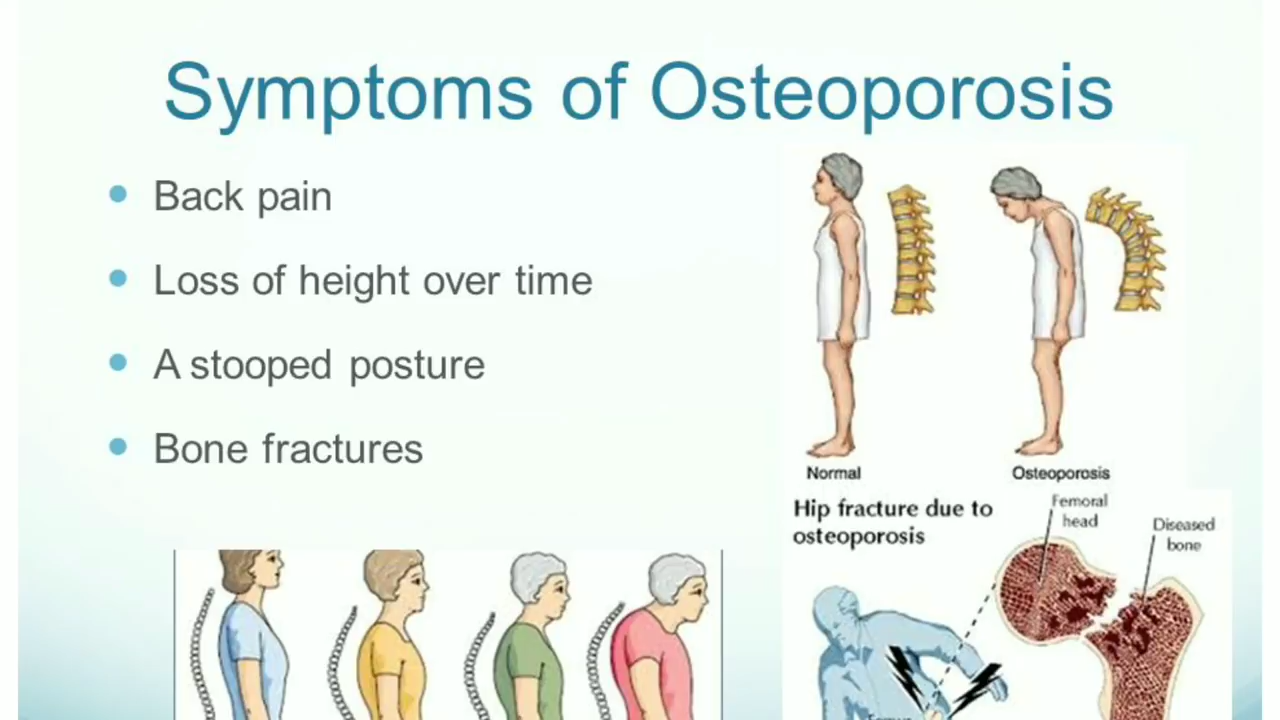 Symptoms of Osteoporosis
Back pain
Loss of height over time
A stooped posture
Bone fractures
Normal
Osteoporosis
Hip fracture due to
osteoporosis
Femoral
head
Diseased
bone